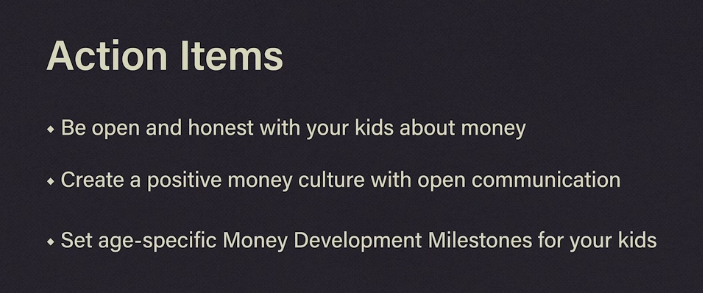 Action Items
⬩ Be open and honest with your kids about money
⬩ Create a positive money culture with open communication
⬩ Set age-specific Money Development Milestones for your kids